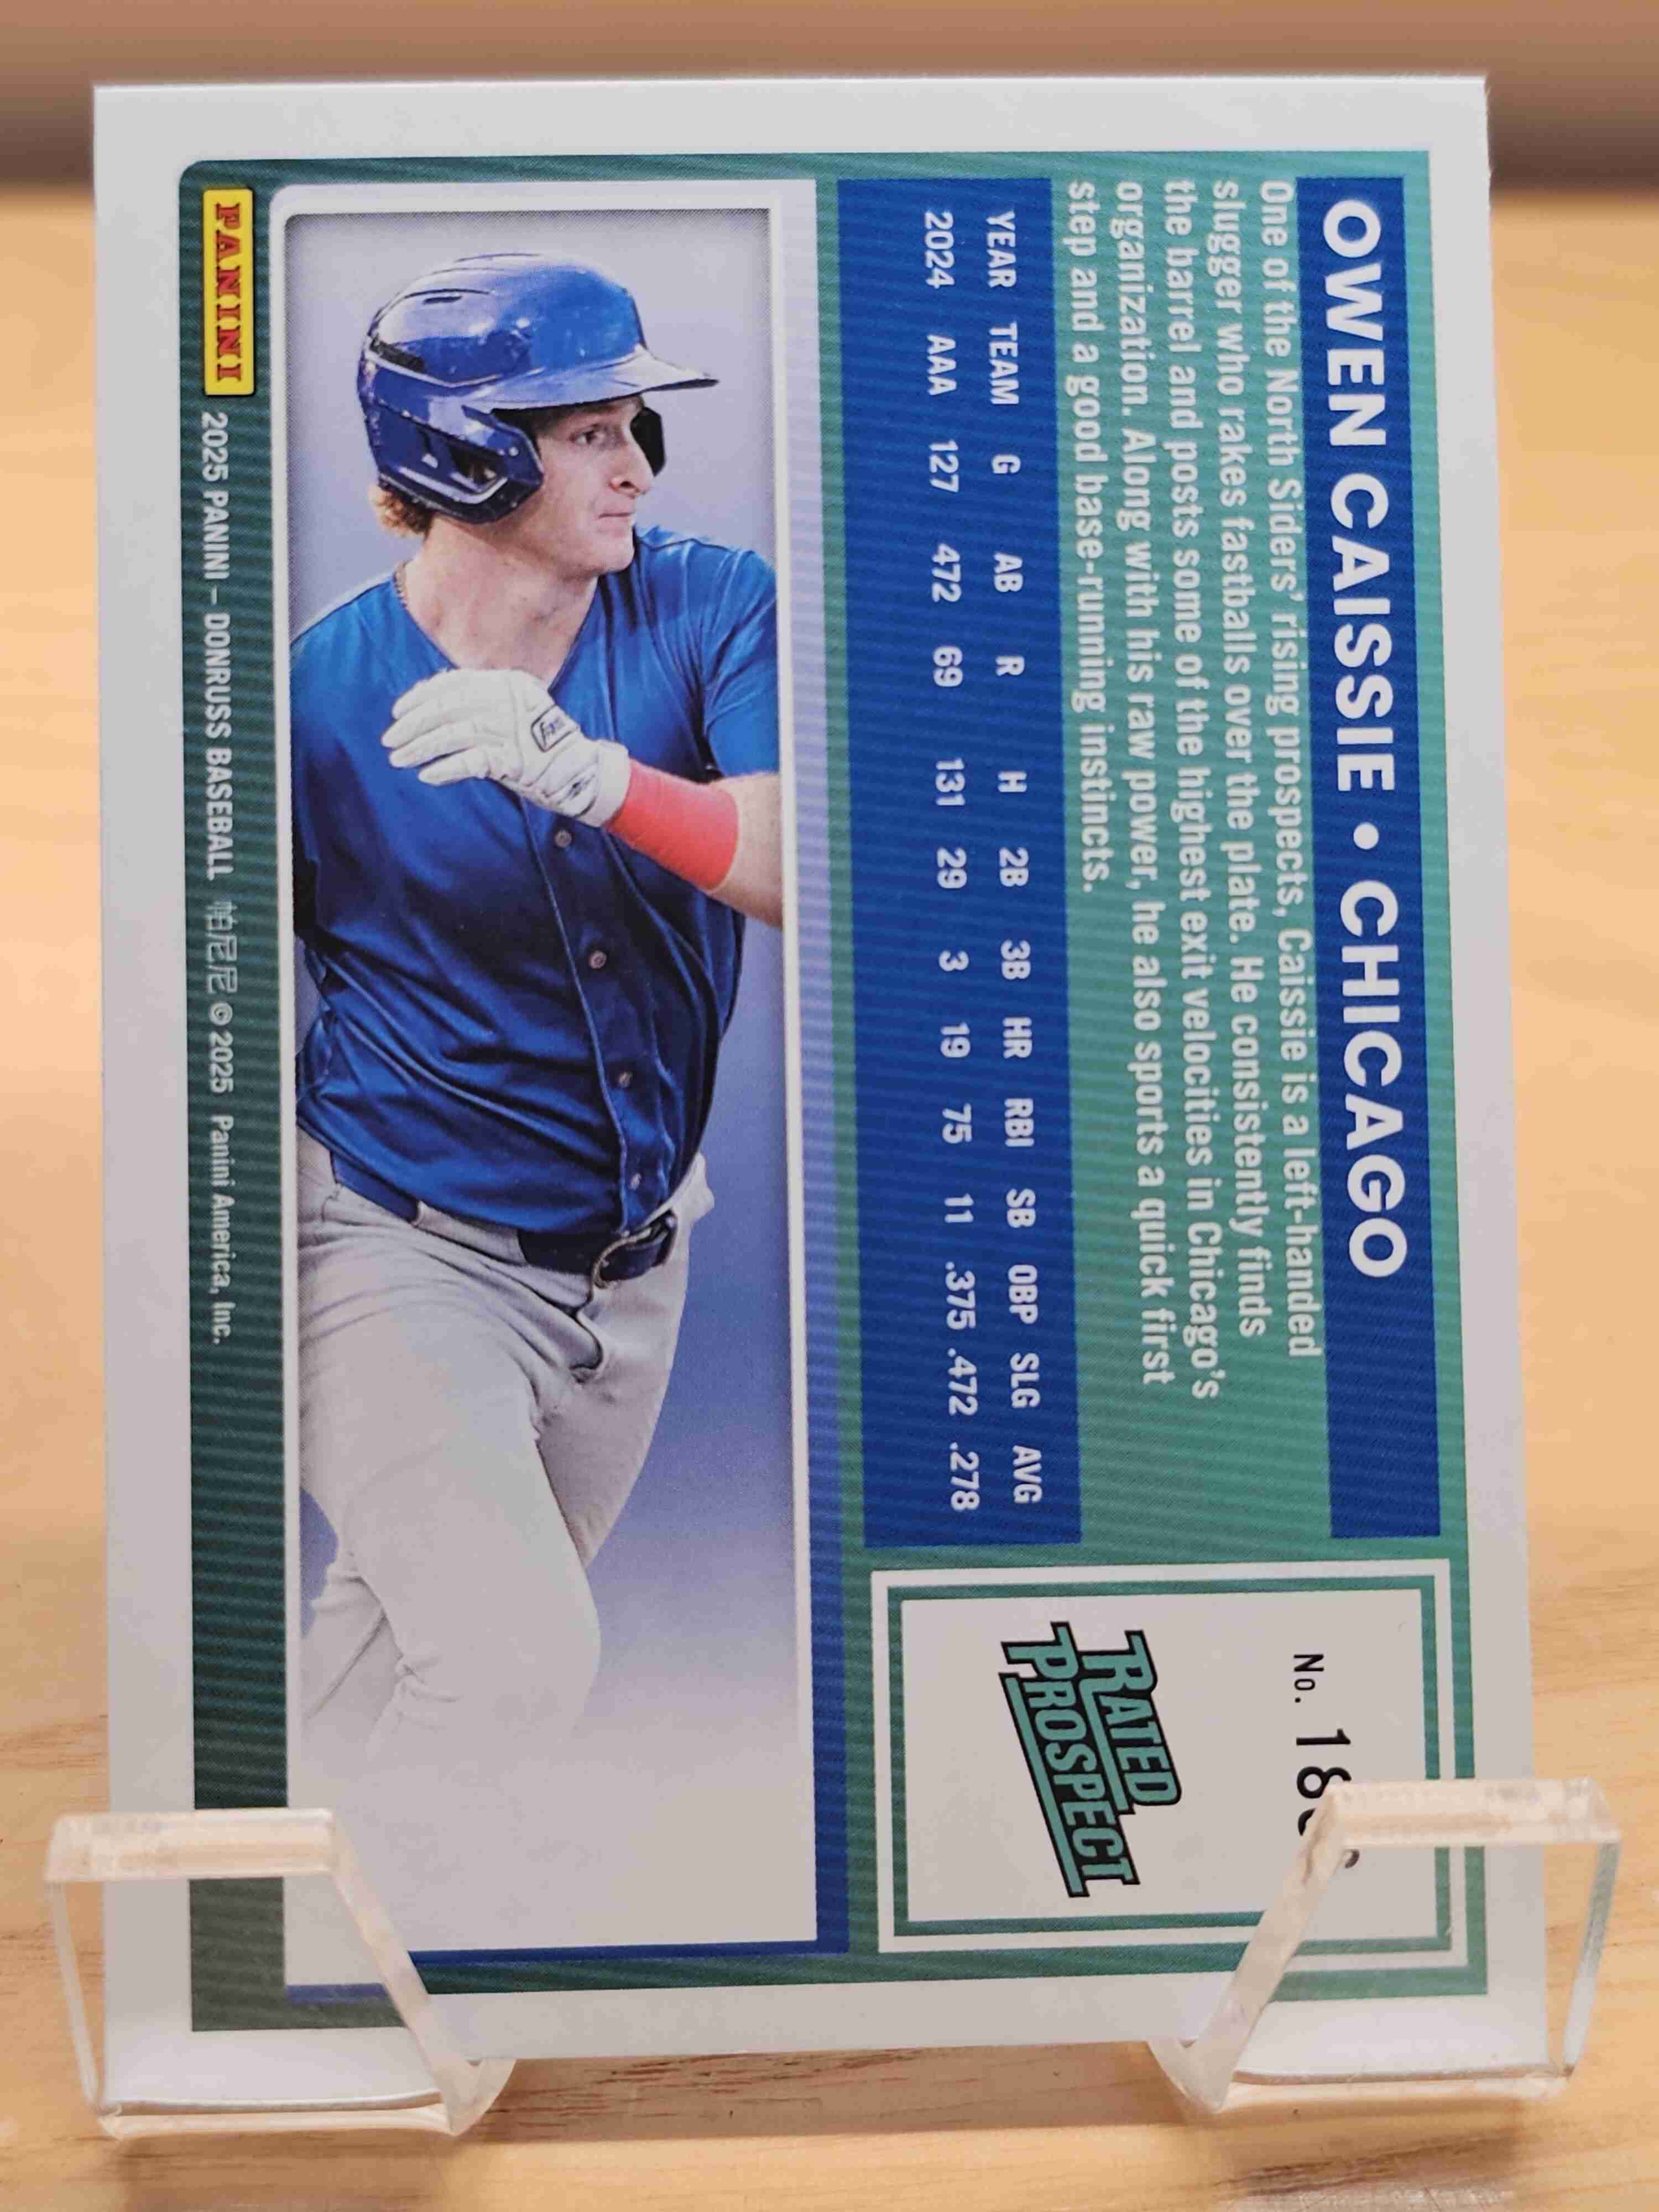 OWEN CAISSIE • CHICAGO
One of the North Siders' rising prospects, Caissie is a left-handed
slugger who rakes fastballs over the plate. He consistently finds
the barrel and posts some of the highest exit velocities in Chicago's
organization. Along with his raw power, he also sports a quick first
step and a good base-running instincts.
YEAR TEAM G AB R H 2B 3B HR RBI SB OBP SLG AVG
2024 AAA 127 472 69 131 29 3 19 75 11 .375 .472 .278
No.
RATED
PROSPECT
PANINI 2025 PANINI – DONRUSS BASEBALL 帕尼尼 © 2025 Panini America, Inc.